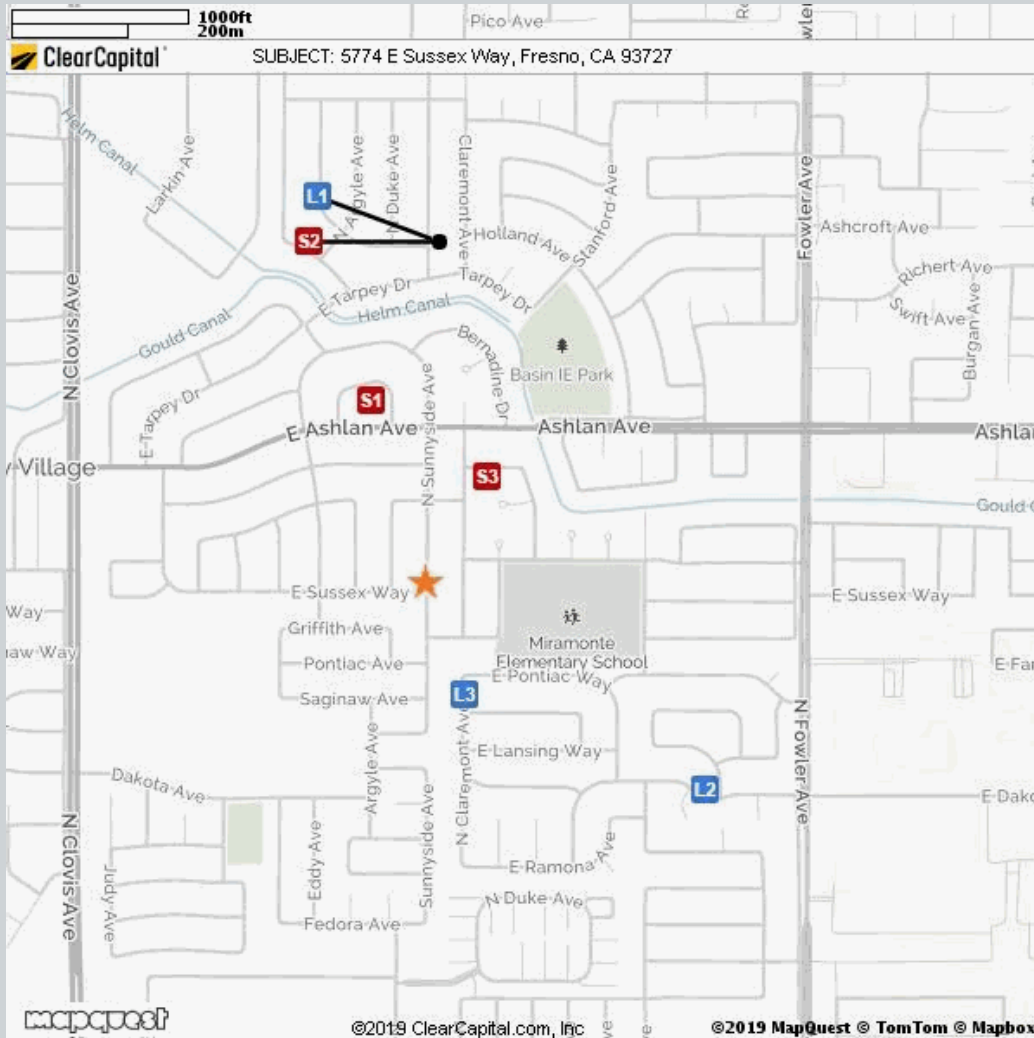 1000ft
200m
Pico Ave
ClearCapital
SUBJECT: 5774 E Sussex Way, Fresno, CA 93727
Helm Canal
Larkin Ave
N Argyle Ave
N Duke Ave
Claremont Ave
Stanford Ave
Fowler Ave
L1
S2
Holland Ave
Ashcroft Ave
Tarpey Dr
E Tarpey Dr
Helm Canal
Richert Ave
Swift Ave
Burgan Ave
N Clovis Ave
Gould Canal
Bernadine Dr
Basin IE Park
E Tarpey Dr
S1
N Sunnyside Ave
E Ashlan Ave
Ashlan Ave
Ashlan
y Village
S3
Gould C
E Sussex Way
E Sussex Way
Way
Griffith Ave
Miramonte
Elementary School
naw Way
Pontiac Ave
E Pontiac Way
E Fa
Saginaw Ave
L3
N Fowler Ave
Argyle Ave
N Claremont Ave
E Lansing Way
Dakota Ave
L2
E Dako
N Clovis Ave
Judy Ave
Eddy Ave
Sunnyside Ave
E Ramona Ave
N Duke Ave
Fedora Ave
mapquest
©2019 ClearCapital.com, Inc
©2019 MapQuest © TomTom © Mapbox